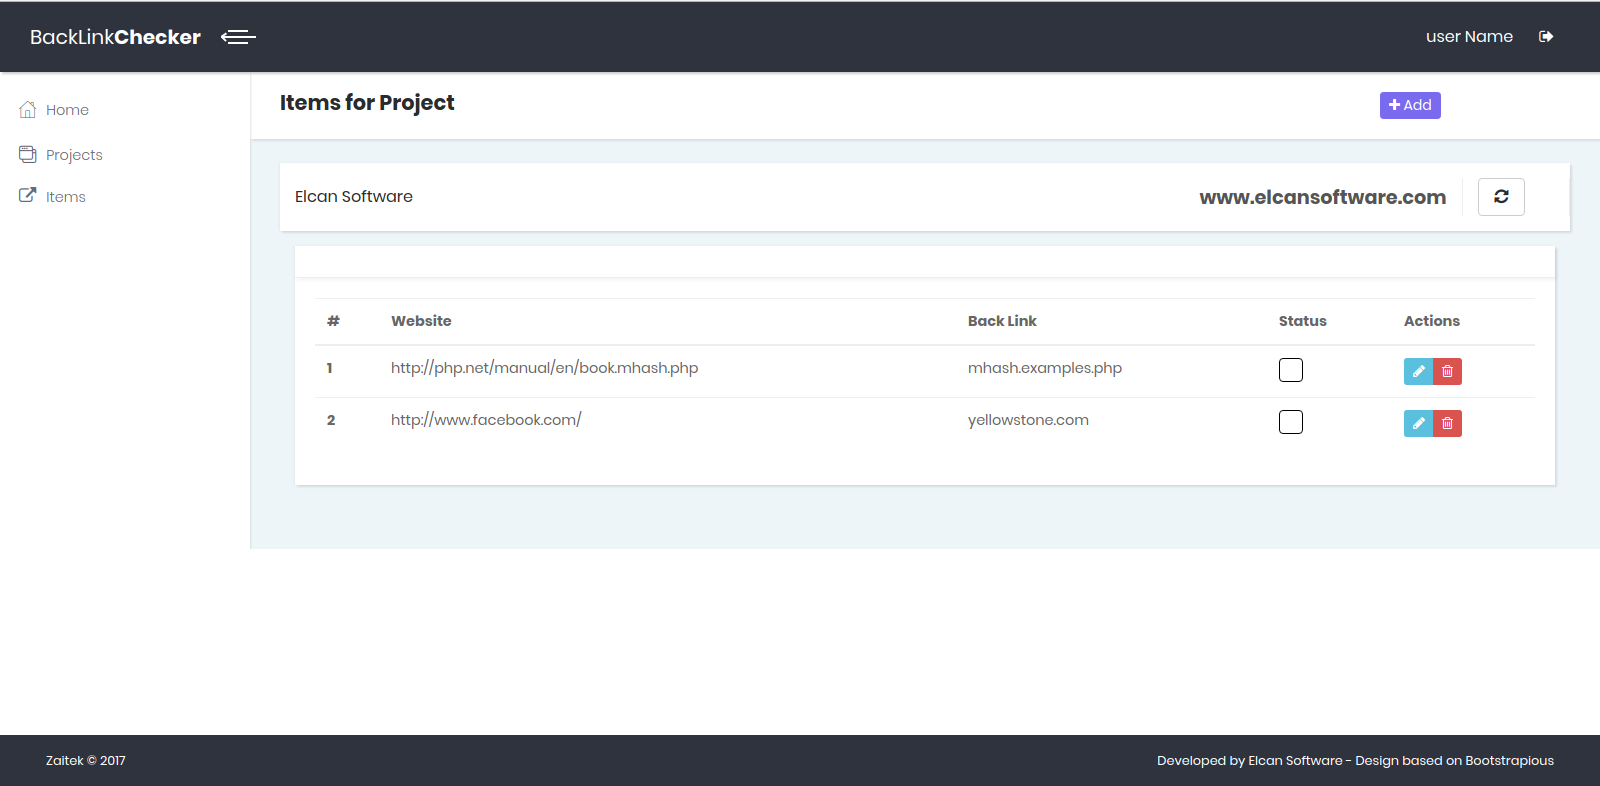 BackLinkChecker
user Name
Home
Projects
Items
Items for Project
Add
Elcan Software
www.elcansoftware.com
# Website Back Link Status Actions
1 http://php.net/manual/en/book.mhash.php mhash.examples.php
2 http://www.facebook.com/ yellowstone.com
Zaitek © 2017
Developed by Elcan Software - Design based on Bootstrapious